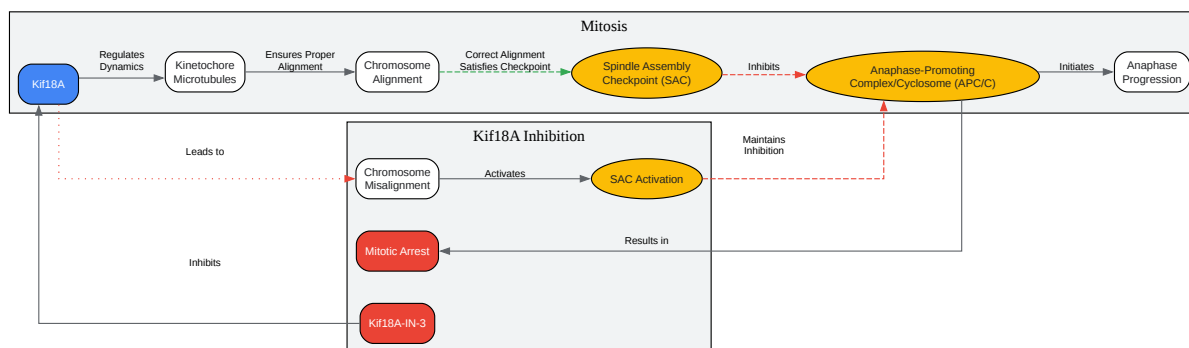 Mitosis
Regulates
Dynamics
Ensures Proper
Alignment
Correct Alignment
Satisfies Checkpoint
Inhibits
Initiates
Kif18A
Kinetochore
Microtubules
Chromosome
Alignment
Spindle Assembly
Checkpoint (SAC)
Anaphase-Promoting
Complex/Cyclosome (APC/C)
Anaphase
Progression
Kif18A Inhibition
Leads to
Chromosome
Misalignment
Activates
SAC Activation
Maintains
Inhibition
Mitotic Arrest
Results in
Inhibits
Kif18A-IN-3